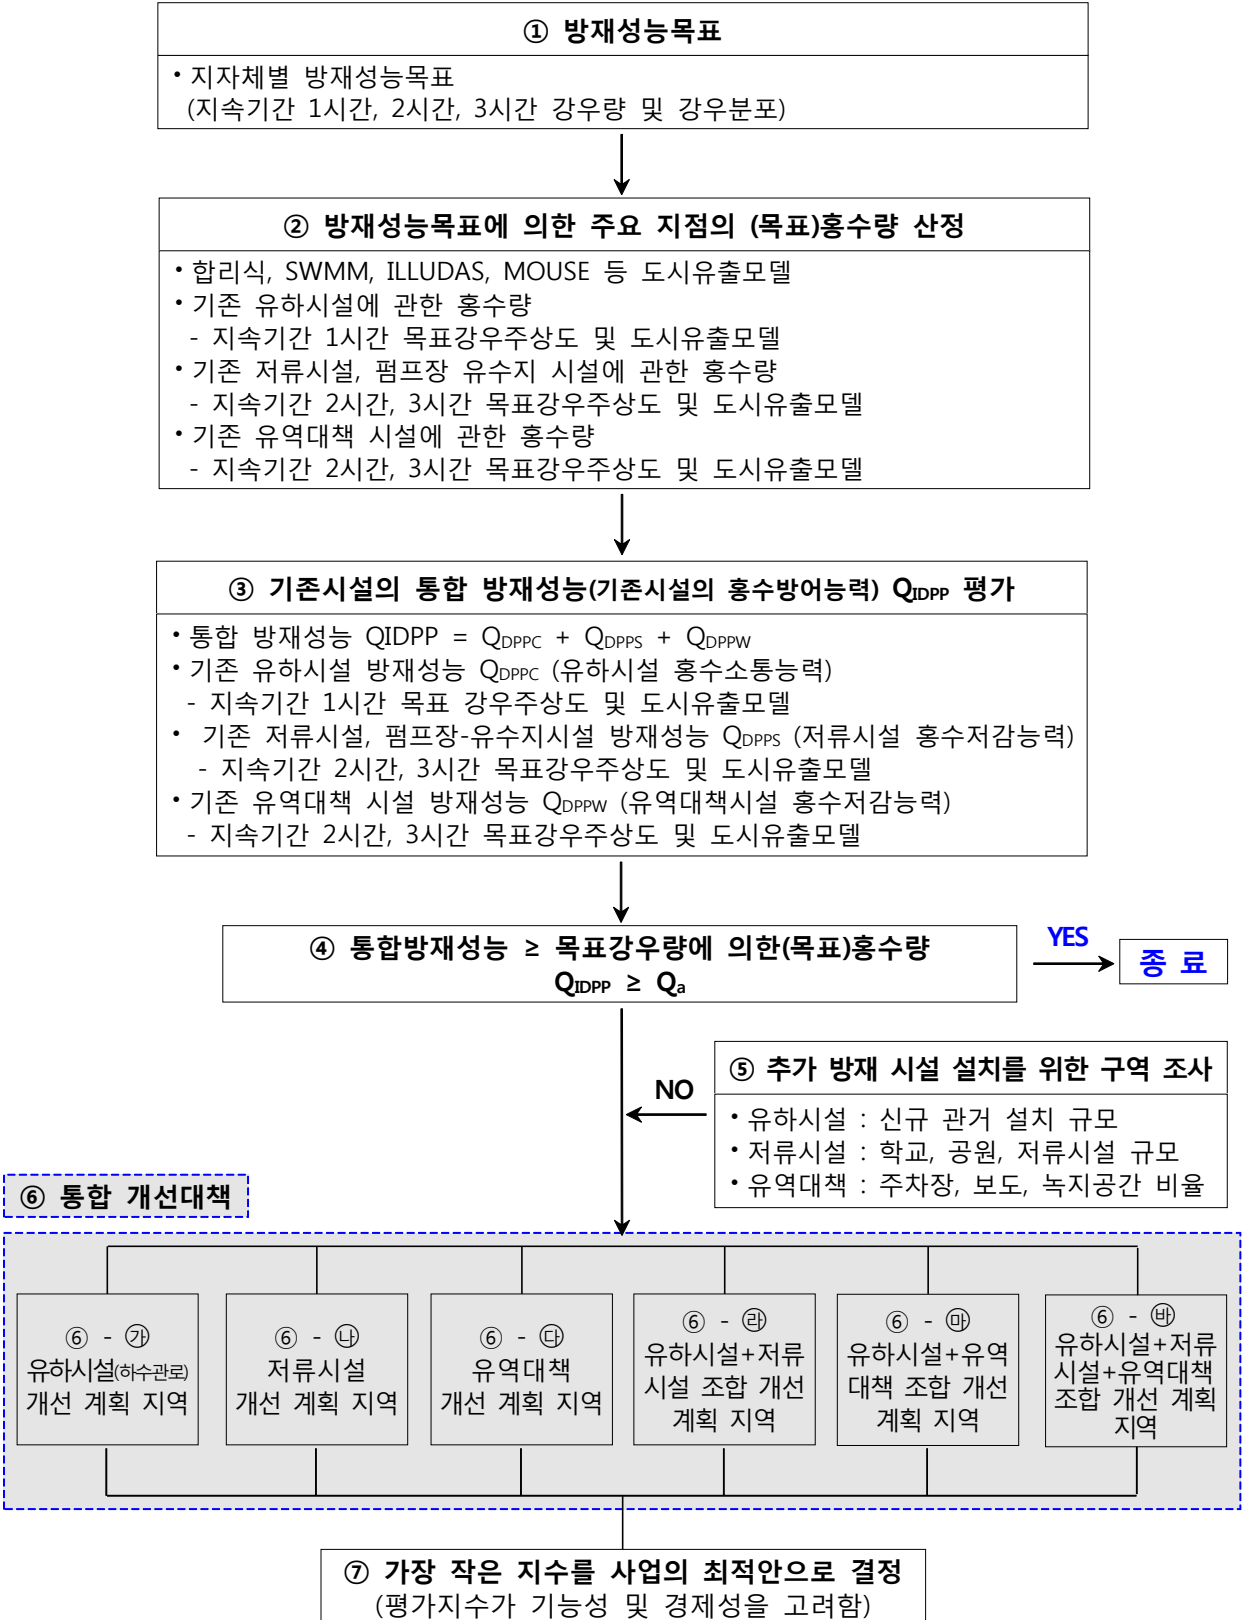 ① 방재성능목표
• 지자체별 방재성능목표
(지속기간 1시간, 2시간, 3시간 강우량 및 강우분포)
② 방재성능목표에 의한 주요 지점의 (목표)홍수량 산정
• 합리식, SWMM, ILLUDAS, MOUSE 등 도시유출모델
• 기존 유하시설에 관한 홍수량
- 지속기간 1시간 목표강우주상도 및 도시유출모델
• 기존 저류시설, 펌프장 유수지 시설에 관한 홍수량
- 지속기간 2시간, 3시간 목표강우주상도 및 도시유출모델
• 기존 유역대책 시설에 관한 홍수량
- 지속기간 2시간, 3시간 목표강우주상도 및 도시유출모델
③ 기존시설의 통합 방재성능(기존시설의 홍수방어능력) QIDPP 평가
• 통합 방재성능 QIDPP = QDPPC + QDPPS + QDPPW
• 기존 유하시설 방재성능 QDPPC (유하시설 홍수소통능력)
- 지속기간 1시간 목표 강우주상도 및 도시유출모델
• 기존 저류시설, 펌프장-유수지시설 방재성능 QDPPS (저류시설 홍수저감능력)
- 지속기간 2시간, 3시간 목표강우주상도 및 도시유출모델
• 기존 유역대책 시설 방재성능 QDPPW (유역대책시설 홍수저감능력)
- 지속기간 2시간, 3시간 목표강우주상도 및 도시유출모델
④ 통합방재성능 ≥ 목표강우량에 의한(목표)홍수량
QIDPP ≥ Qa
YES
종 료
NO
⑤ 추가 방재 시설 설치를 위한 구역 조사
• 유하시설 : 신규 관거 설치 규모
• 저류시설 : 학교, 공원, 저류시설 규모
• 유역대책 : 주차장, 보도, 녹지공간 비율
⑥ 통합 개선대책
⑥ - ㉮
유하시설(하수관로)
개선 계획 지역
⑥ - ㉯
저류시설
개선 계획 지역
⑥ - ㉰
유역대책
개선 계획 지역
⑥ - ㉱
유하시설+저류
시설 조합 개선
계획 지역
⑥ - ㉲
유하시설+유역
대책 조합 개선
계획 지역
⑥ - ㉳
유하시설+저류
시설+유역대책
조합 개선 계획
지역
⑦ 가장 작은 지수를 사업의 최적안으로 결정
(평가지수가 기능성 및 경제성을 고려함)